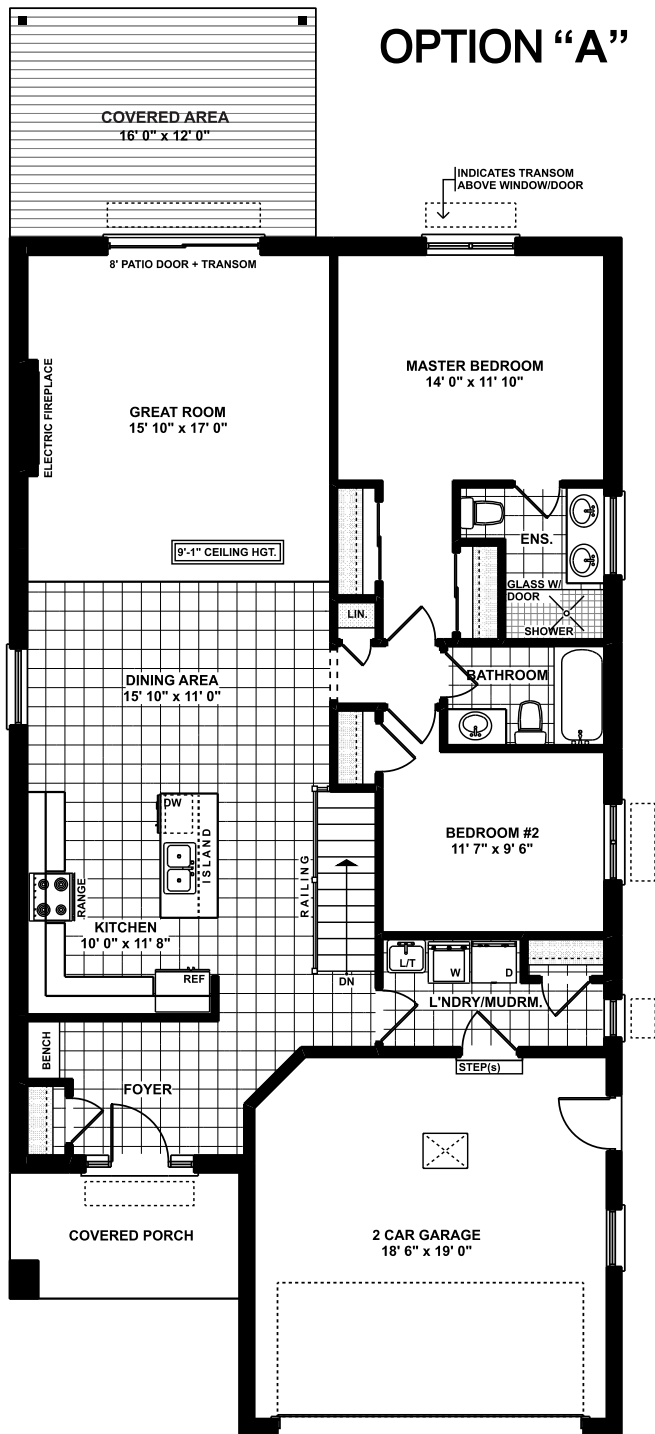 OPTION “A”
COVERED AREA
16' 0" x 12' 0"
INDICATES TRANSOM
ABOVE WINDOW/DOOR
8' PATIO DOOR + TRANSOM
MASTER BEDROOM
14' 0" x 11' 10"
ELECTRIC FIREPLACE
GREAT ROOM
15' 10" x 17' 0"
9'-1" CEILING HGT.
ENS.
GLASS W/
DOOR
SHOWER
LIN.
BATHROOM
DINING AREA
15' 10" x 11' 0"
DW
ISLAND
RAILING
BEDROOM #2
11' 7" x 9' 6"
RANGE
KITCHEN
10' 0" x 11' 8"
REF
DN
L/T
W
D
L'NDRY/MUDRM.
BENCH
STEP(s)
FOYER
COVERED PORCH
2 CAR GARAGE
18' 6" x 19' 0"